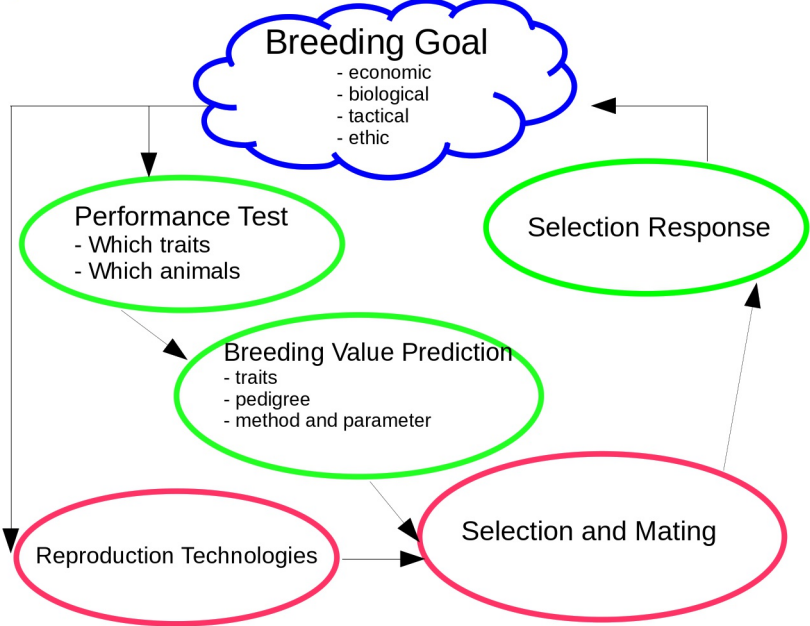 Breeding Goal
- economic
- biological
- tactical
- ethic
Performance Test
- Which traits
- Which animals
Selection Response
Breeding Value Prediction
- traits
- pedigree
- method and parameter
Selection and Mating
Reproduction Technologies